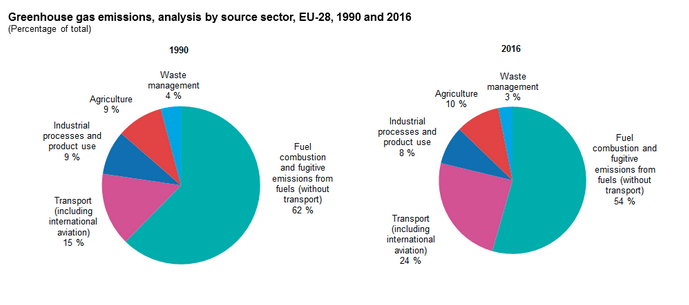 Greenhouse gas emissions, analysis by source sector, EU-28, 1990 and 2016
(Percentage of total)
1990
Waste
management
4 %
Agriculture
9 %
Industrial
processes and
product use
9 %
Transport
(including
international
aviation)
15 %
Fuel
combustion
and fugitive
emissions from
fuels (without
transport)
62 %
2016
Waste
management
3 %
Agriculture
10 %
Industrial
processes and
product use
8 %
Transport
(including
international
aviation)
24 %
Fuel
combustion and
fugitive
emissions from
fuels (without
transport)
54 %